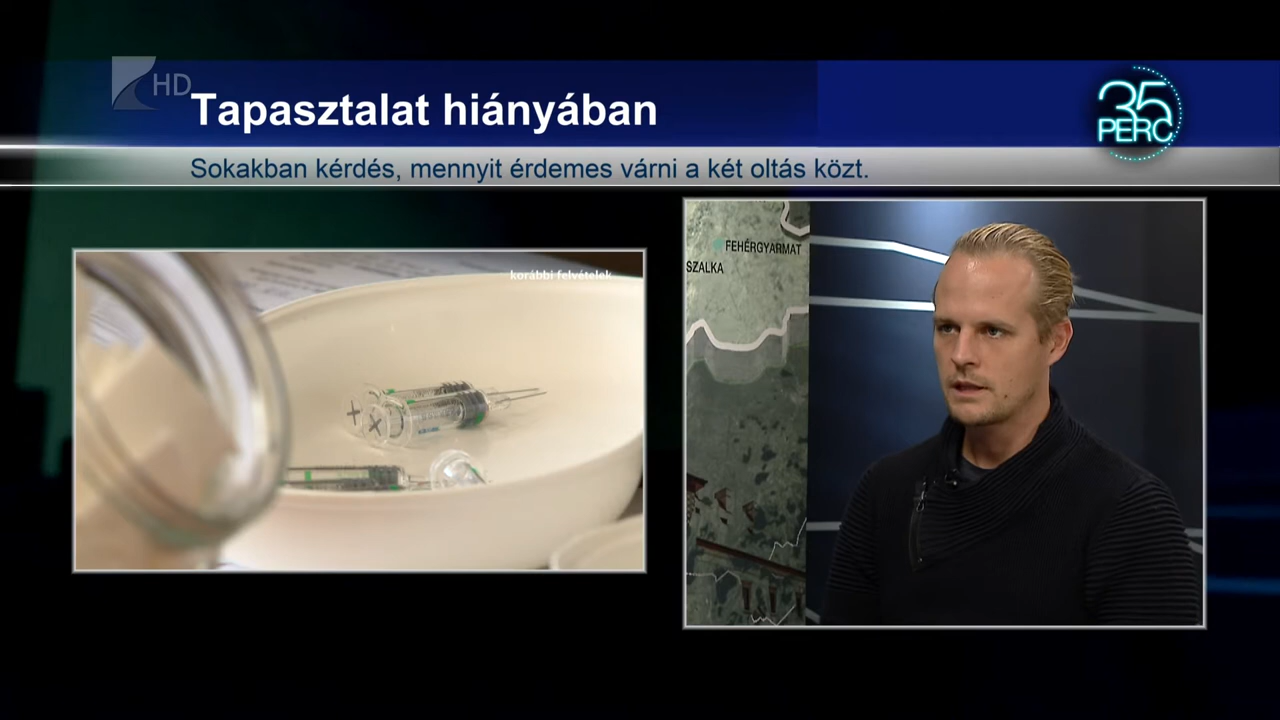 HD
Tapasztalat hiányában
35
PERC
Sokakban kérdés, mennyit érdemes várni a két oltás közt.
korábbi felvételek
FEHÉRGYARMAT
SZALKA